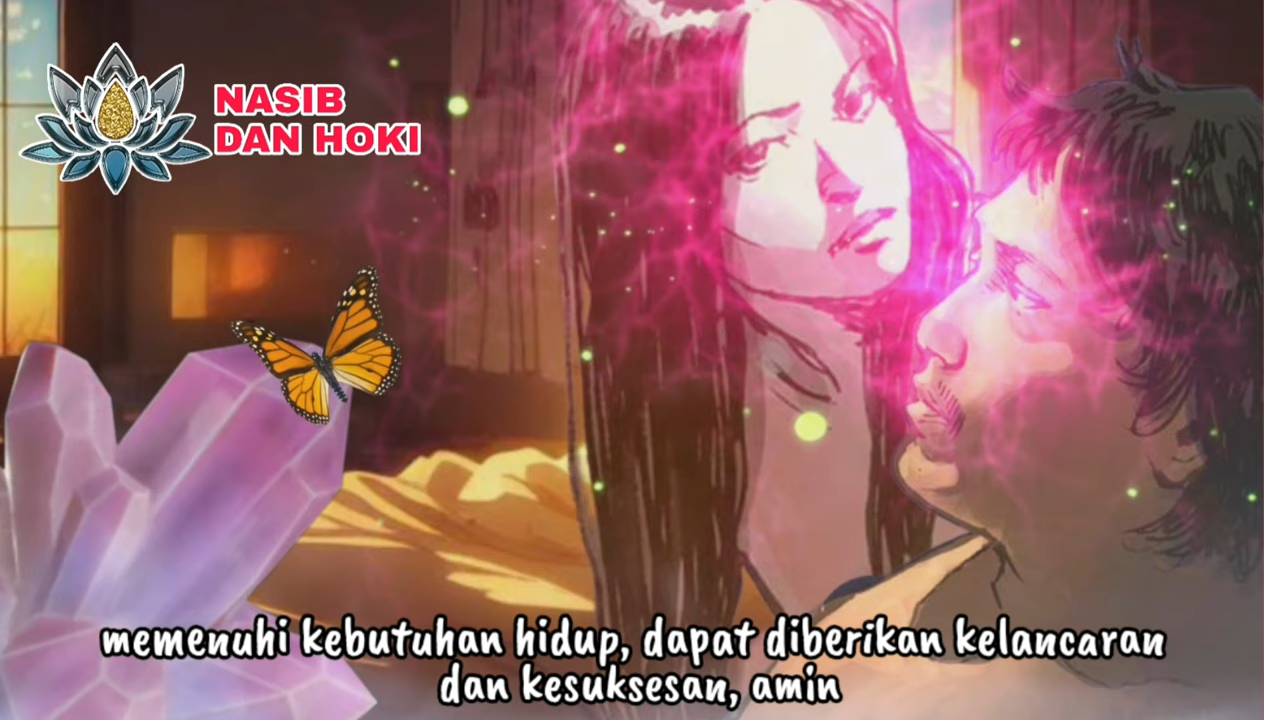 NASIB
DAN HOKI
memenuhi kebutuhan hidup, dapat diberikan kelancaran
dan kesuksesan, amin